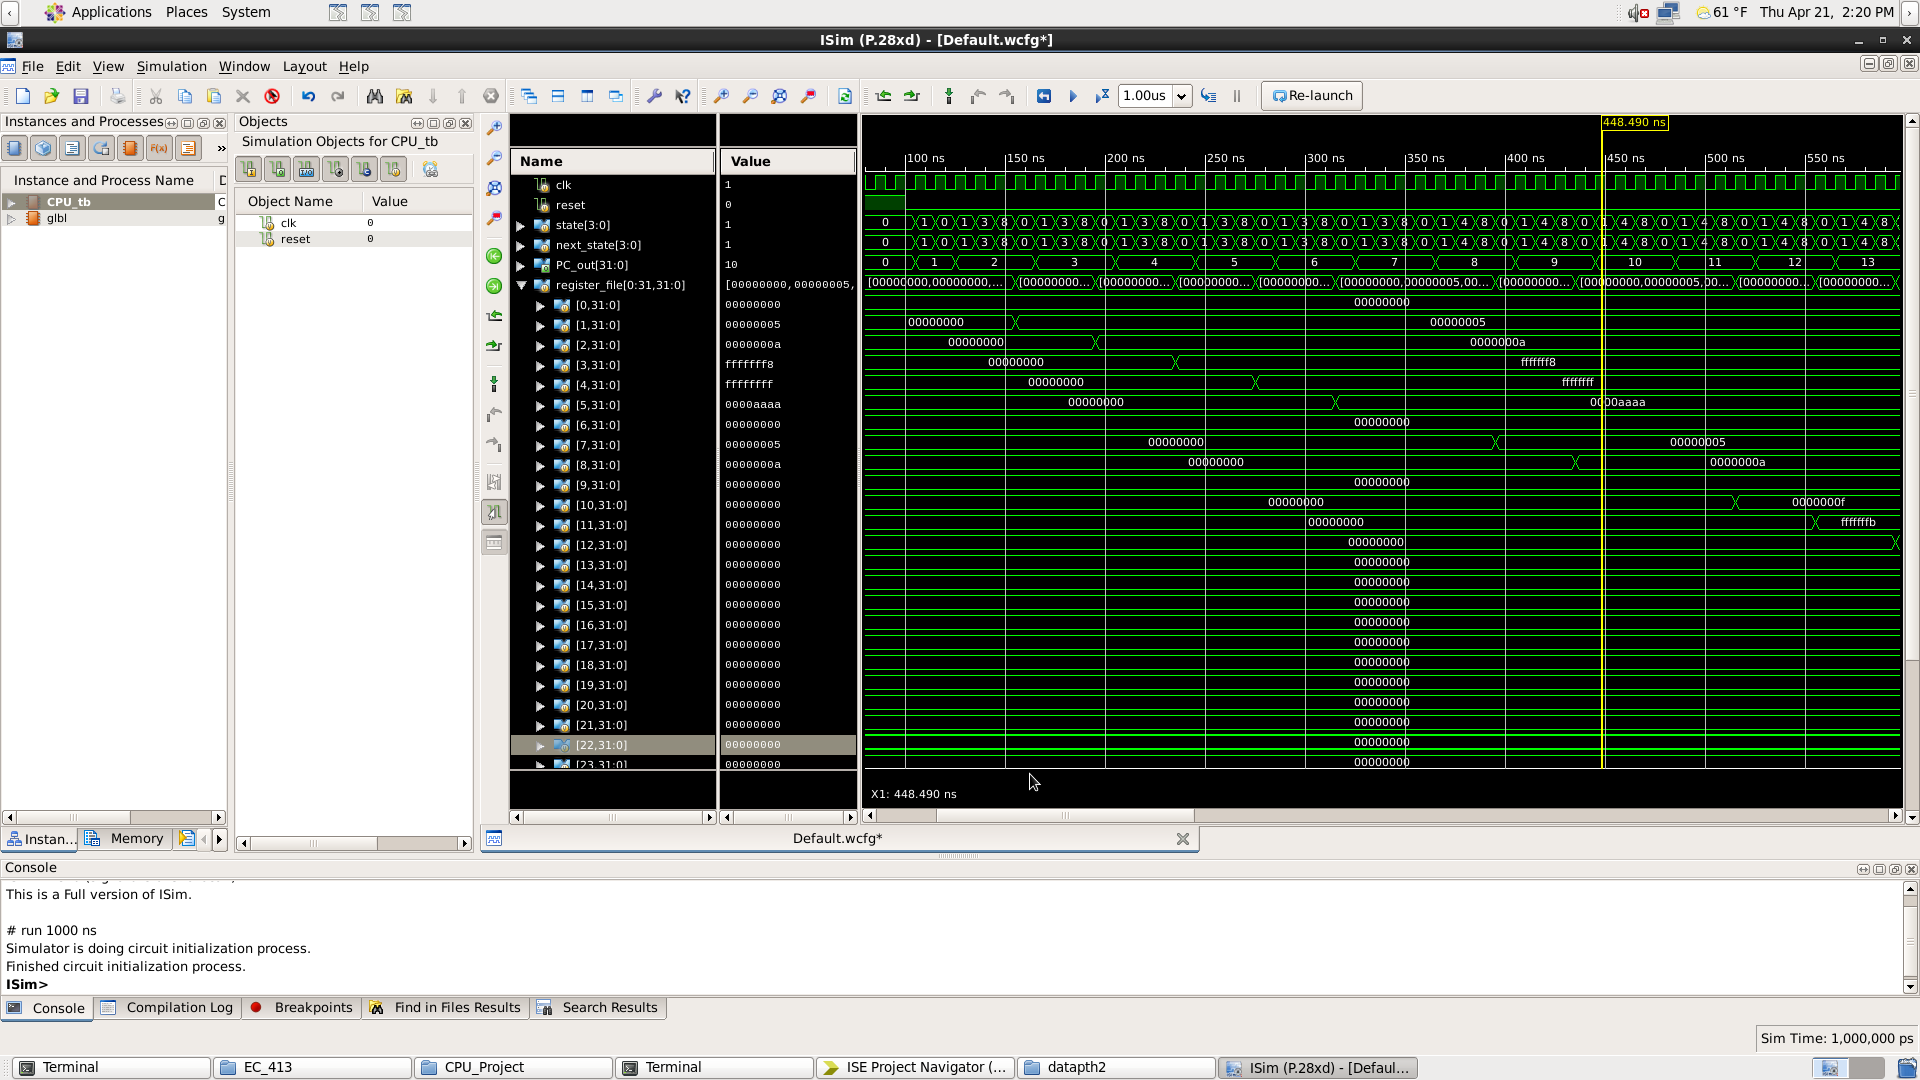 Applications Places System 61 °F Thu Apr 21, 2:20 PM
ISim (P.28xd) - [Default.wcfg*]
File Edit View Simulation Window Layout Help
1.00us Re-launch
Instances and Processes
Instance and Process Name D
CPU_tb C
glbl g
Instan... Memory
Objects
Simulation Objects for CPU_tb
Object Name Value
clk 0
reset 0
Name Value
clk 1
reset 0
state[3:0] 1
next_state[3:0] 1
PC_out[31:0] 10
register_file[0:31,31:0] [00000000,00000005,
[0,31:0] 00000000
[1,31:0] 00000005
[2,31:0] 0000000a
[3,31:0] fffffff8
[4,31:0] ffffffff
[5,31:0] 0000aaaa
[6,31:0] 00000000
[7,31:0] 00000005
[8,31:0] 0000000a
[9,31:0] 00000000
[10,31:0] 00000000
[11,31:0] 00000000
[12,31:0] 00000000
[13,31:0] 00000000
[14,31:0] 00000000
[15,31:0] 00000000
[16,31:0] 00000000
[17,31:0] 00000000
[18,31:0] 00000000
[19,31:0] 00000000
[20,31:0] 00000000
[21,31:0] 00000000
[22,31:0] 00000000
[23,31:0] 00000000
448.490 ns
100 ns 150 ns 200 ns 250 ns 300 ns 350 ns 400 ns 450 ns 500 ns 550 ns
0 1 0 1 3 8 0 1 3 8 0 1 3 8 0 1 3 8 0 1 3 8 0 1 3 8 0 1 4 8 0 1 4 8 0 1 4 8 0 1 4 8 0 1 4 8 0 1 4 8
0 1 0 1 3 8 0 1 3 8 0 1 3 8 0 1 3 8 0 1 3 8 0 1 3 8 0 1 4 8 0 1 4 8 0 1 4 8 0 1 4 8 0 1 4 8 0 1 4 8
0 1 2 3 4 5 6 7 8 9 10 11 12 13
[00000000,00000000,... [0000000... [0000000... [0000000... [0000000... [00000000,00000005,00... [0000000... [00000000,00000005,00... [0000000... [0000000...
00000000
00000000 00000005
00000000 0000000a
00000000 fffffff8
00000000 ffffffff
00000000 0000aaaa
00000000
00000000 00000005
00000000 0000000a
00000000
00000000 0000000f
00000000 fffffffb
00000000
00000000
00000000
00000000
00000000
00000000
00000000
00000000
00000000
00000000
00000000
00000000
X1: 448.490 ns
Default.wcfg*
Console
This is a Full version of ISim.
# run 1000 ns
Simulator is doing circuit initialization process.
Finished circuit initialization process.
ISim>
Console Compilation Log Breakpoints Find in Files Results Search Results
Sim Time: 1,000,000 ps
Terminal EC_413 CPU_Project Terminal ISE Project Navigator (... datapth2 ISim (P.28xd) - [Defaul...